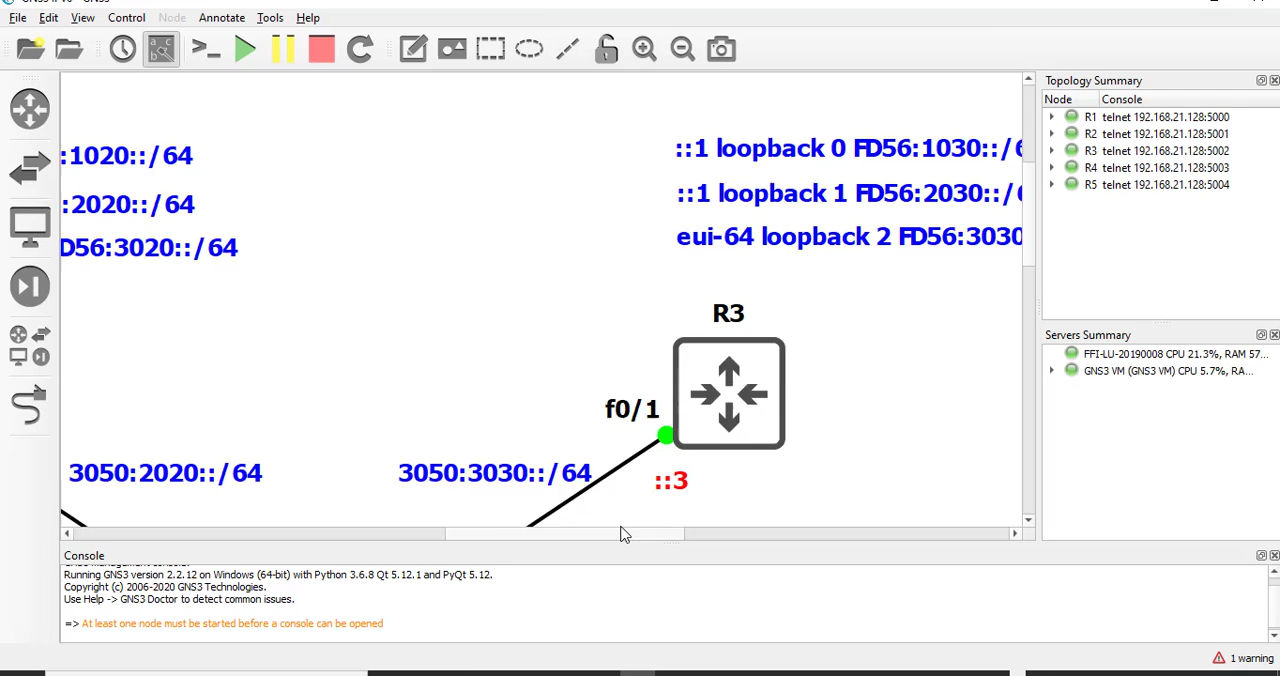 File Edit View Control Node Annotate Tools Help
:1020::/64
:2020::/64
D56:3020::/64
::1 loopback 0 FD56:1030::/6
::1 loopback 1 FD56:2030::/
eui-64 loopback 2 FD56:3030
R3
f0/1
::3
3050:2020::/64
3050:3030::/64
Topology Summary
Node Console
R1 telnet 192.168.21.128:5000
R2 telnet 192.168.21.128:5001
R3 telnet 192.168.21.128:5002
R4 telnet 192.168.21.128:5003
R5 telnet 192.168.21.128:5004
Servers Summary
FFI-LU-20190008 CPU 21.3%, RAM 57...
GNS3 VM (GNS3 VM) CPU 5.7%, RA...
Console
Running GNS3 version 2.2.12 on Windows (64-bit) with Python 3.6.8 Qt 5.12.1 and PyQt 5.12.
Copyright (c) 2006-2020 GNS3 Technologies.
Use Help -> GNS3 Doctor to detect common issues.
=> At least one node must be started before a console can be opened
1 warning